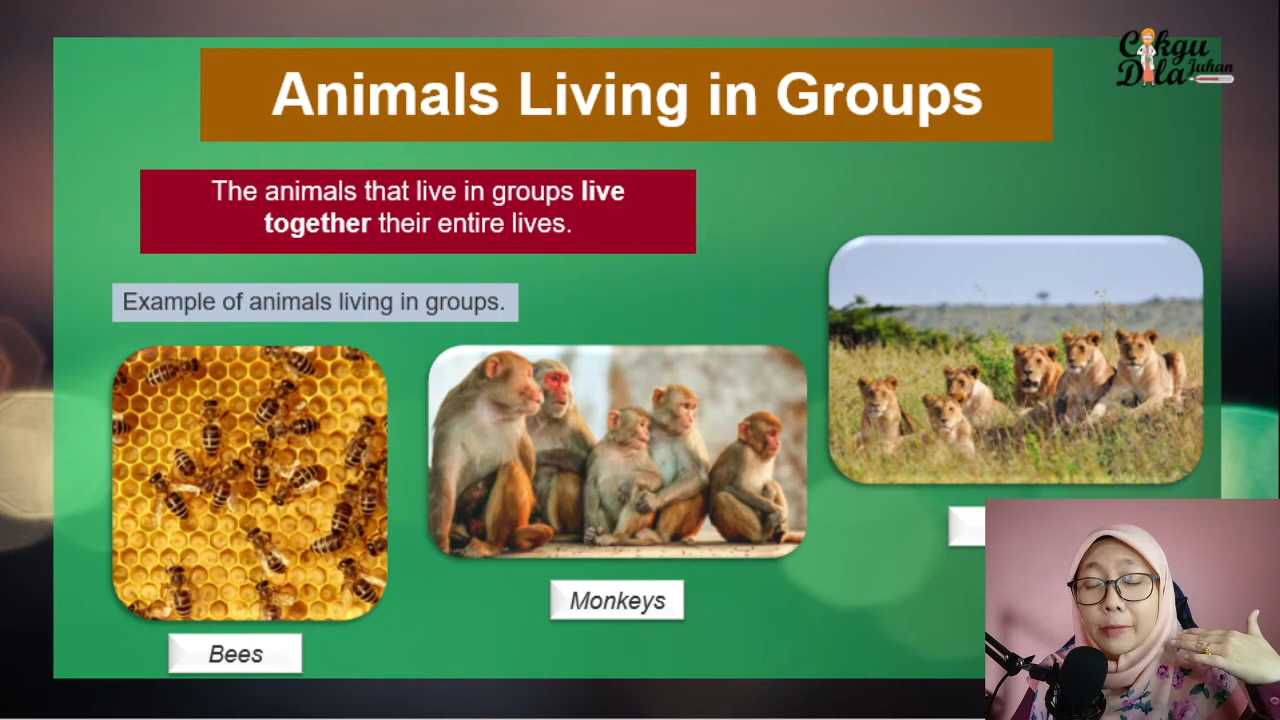 Cikgu
Dila Juhan
Animals Living in Groups
The animals that live in groups live
together their entire lives.
Example of animals living in groups.
Monkeys
Bees